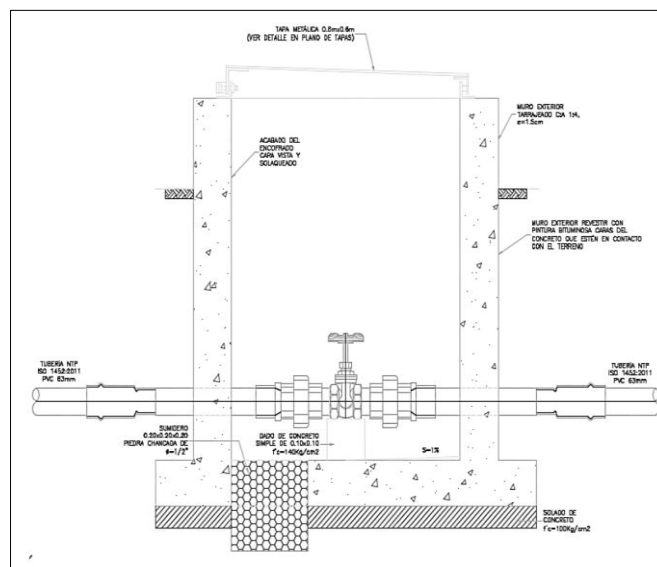 TAPA METÁLICA 0.6mx0.6m
(VER DETALLE EN PLANO DE TAPAS)
MURO EXTERIOR
TARRAJEADO C:A 1:4,
e=1.5cm
ACABADO DEL
ENCOFRADO
CARA VISTA Y
SOLAQUEADO
MURO EXTERIOR REVESTIR CON
PINTURA BITUMINOSA CARAS DEL
CONCRETO QUE ESTÉN EN CONTACTO
CON EL TERRENO
TUBERÍA NTP
ISO 1452:2011
PVC 63mm
TUBERÍA NTP
ISO 1452:2011
PVC 63mm
SUMIDERO
0.20x0.20x0.20
PIEDRA CHANCADA DE
ø=1/2"
DADO DE CONCRETO
SIMPLE DE 0.10x0.10
f'c=140Kg/cm2
S=1%
SOLADO DE
CONCRETO
f'c=100Kg/cm2